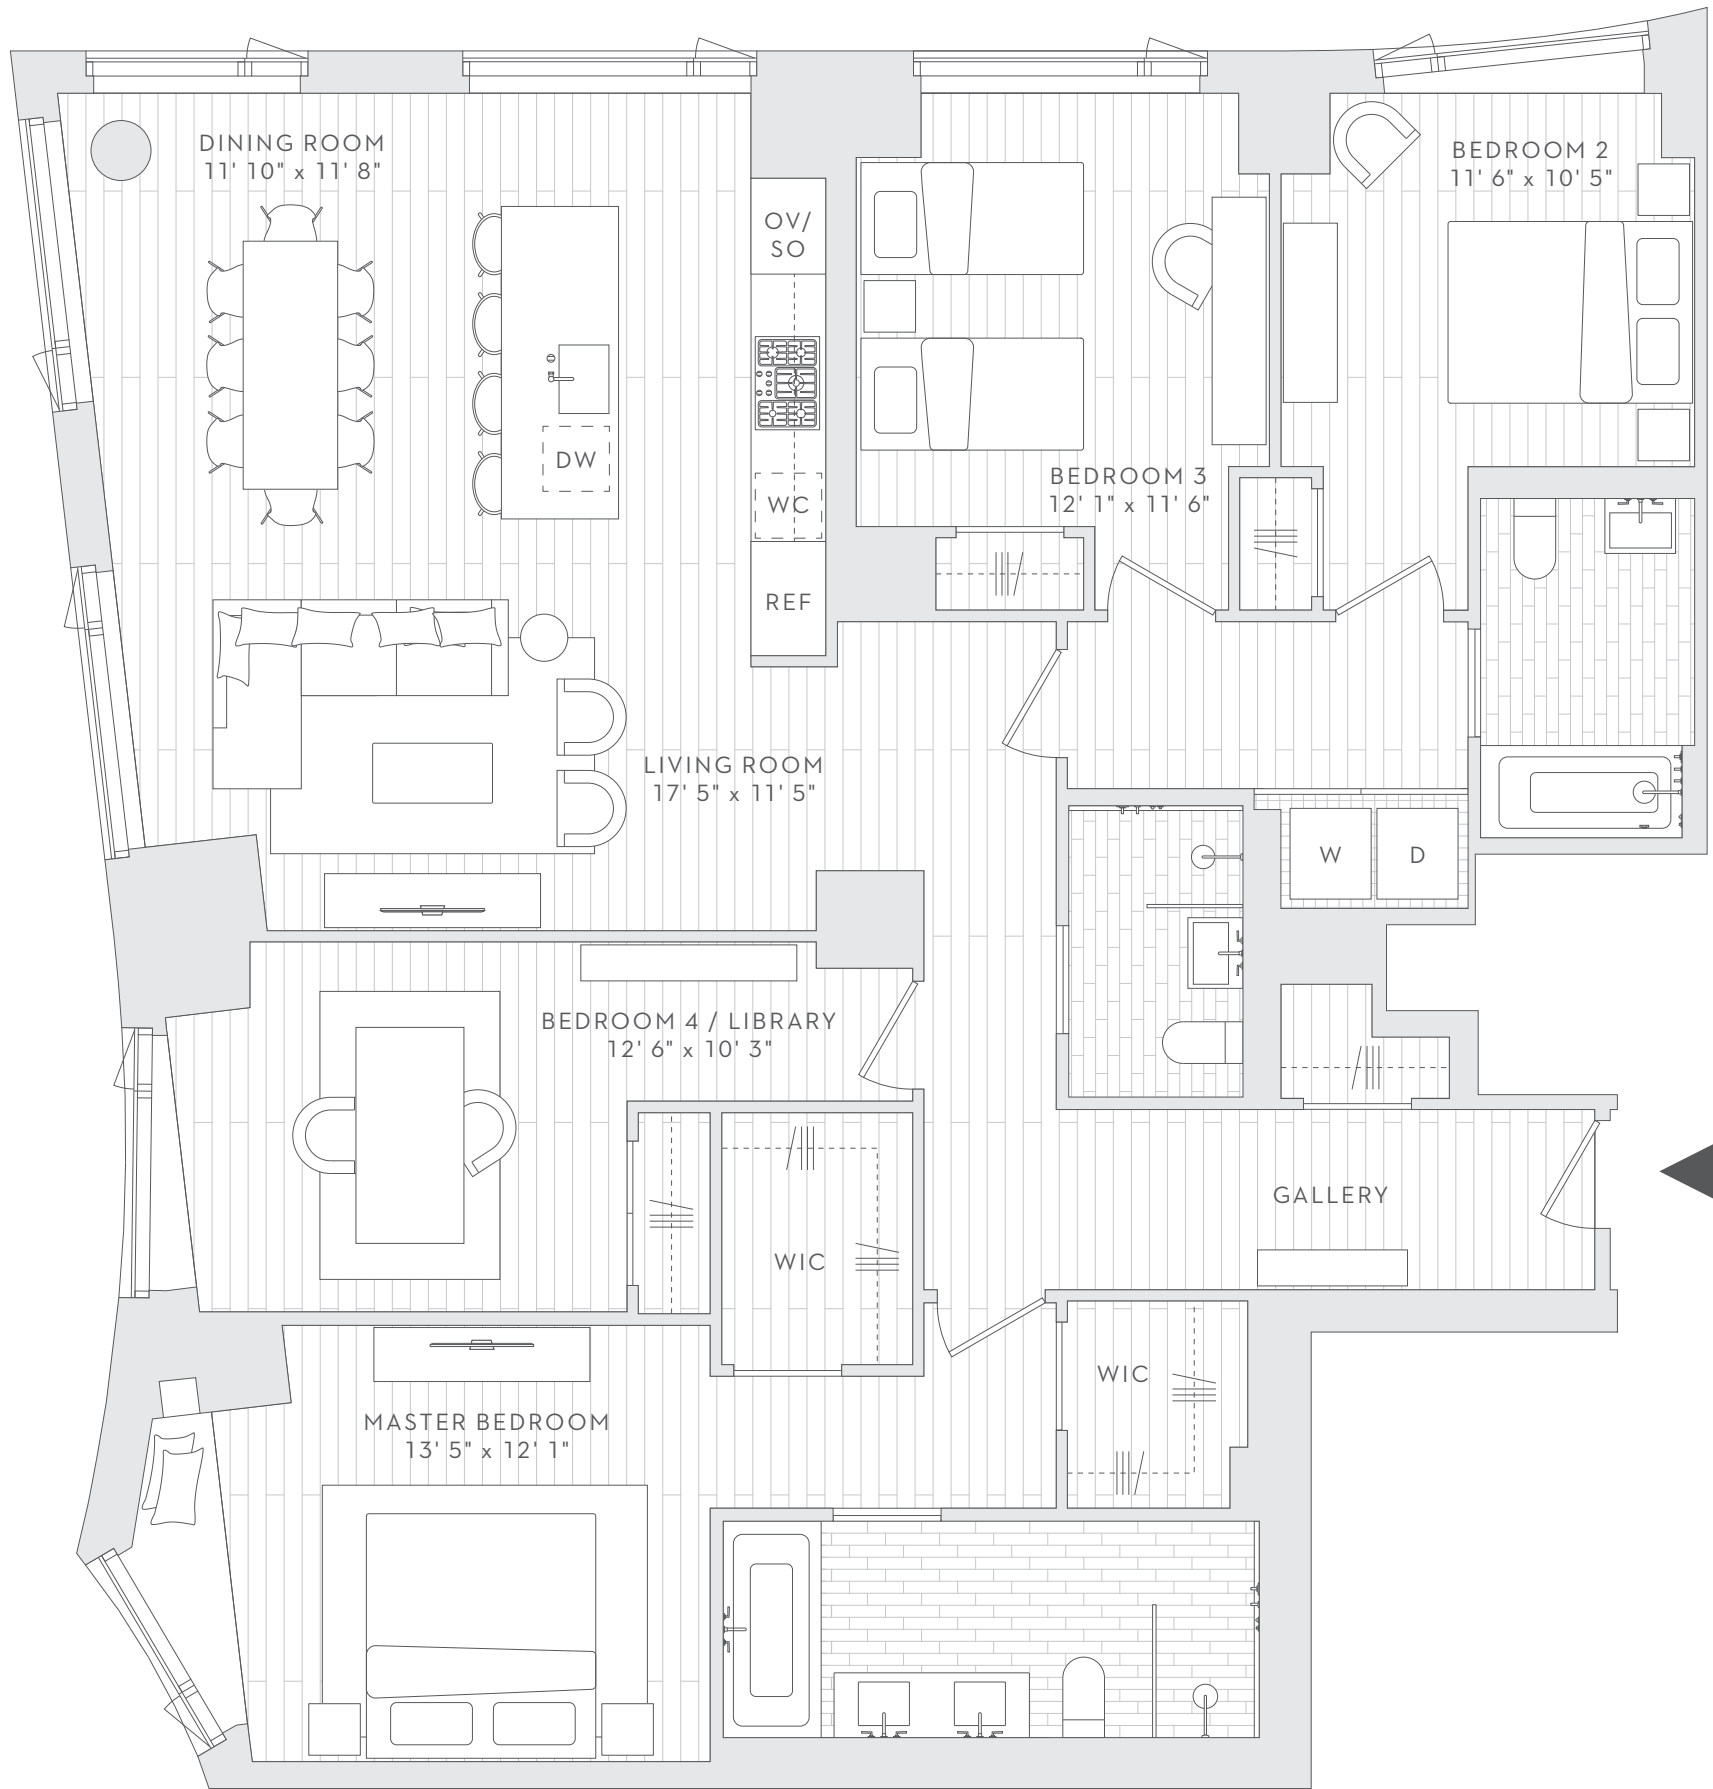 DINING ROOM
11' 10" x 11' 8"
BEDROOM 2
11' 6" x 10' 5"
OV/
SO
DW
WC
REF
BEDROOM 3
12' 1" x 11' 6"
LIVING ROOM
17' 5" x 11' 5"
W
D
BEDROOM 4 / LIBRARY
12' 6" x 10' 3"
GALLERY
WIC
WIC
MASTER BEDROOM
13' 5" x 12' 1"